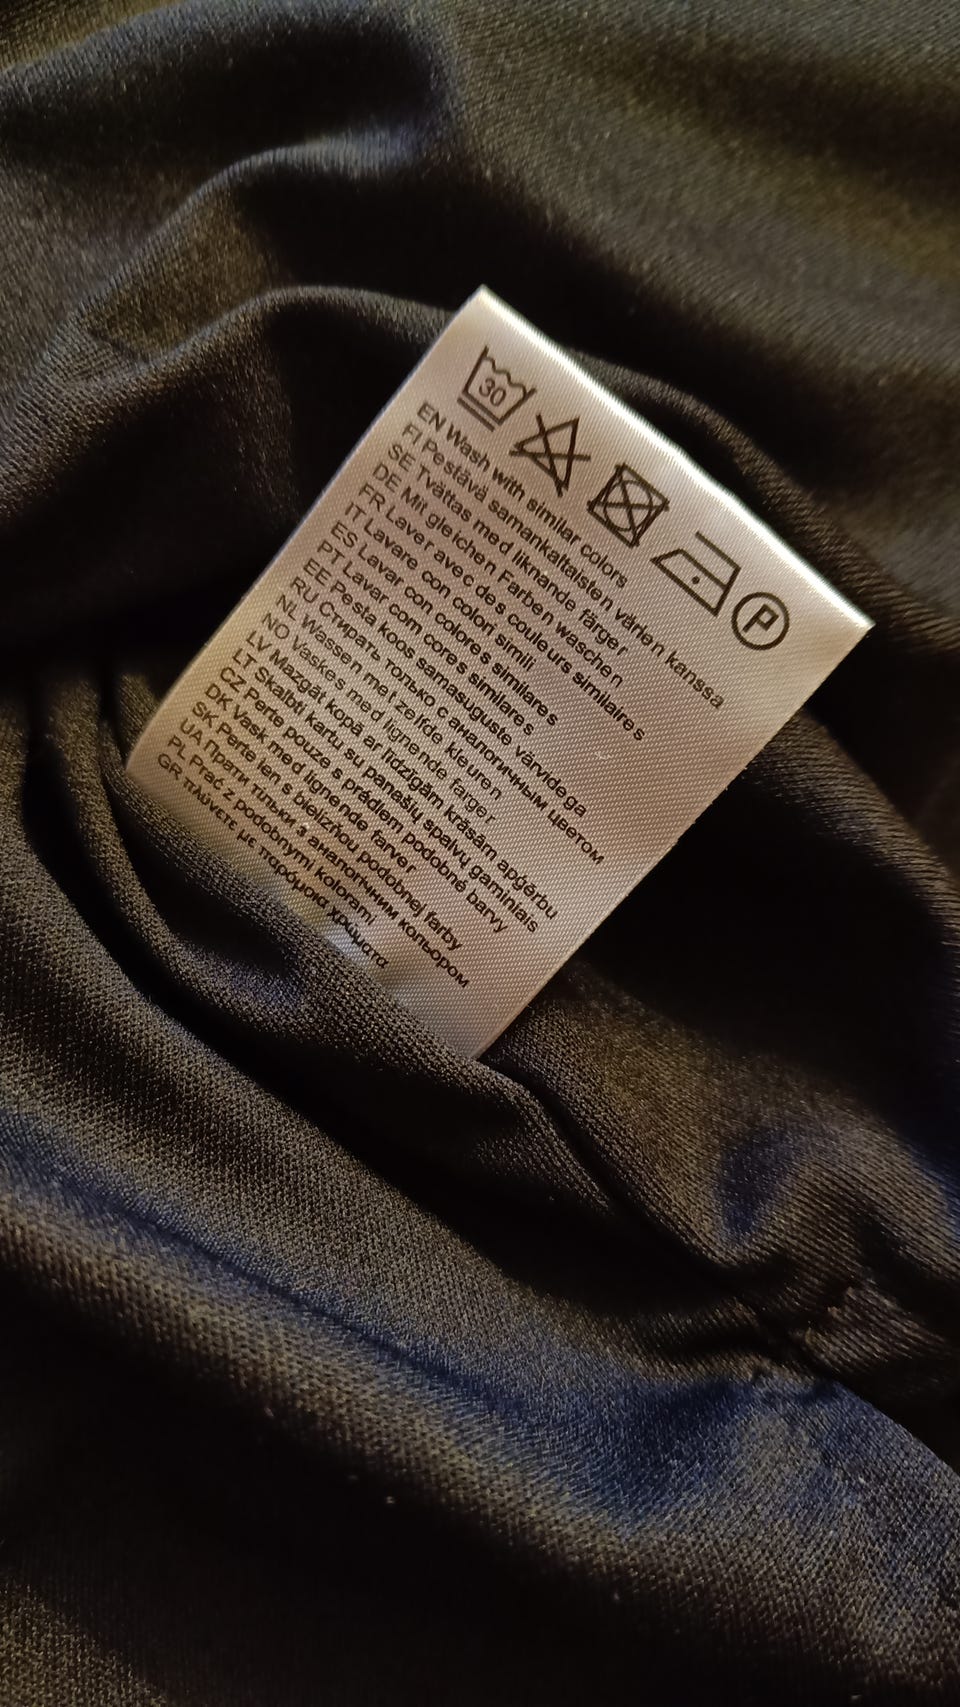 30
P
EN Wash with similar colors
FI Pestävä samankaltaisten värien kanssa
SE Tvättas med liknande färger
DE Mit gleichen Farben waschen
FR Laver avec des couleurs similaires
IT Lavare con colori simili
ES Lavar con colores similares
PT Lavar com cores similares
EE Pesta koos samasuguste värvidega
RU Стирать только с аналогичным цветом
NL Wassen met zelfde kleuren
NO Vaskes med lignende farger
LV Mazgāt kopā ar līdzīgām krāsām apģērbu
LT Skalbti kartu su panašių spalvų gaminiais
CZ Perte pouze s prádlem podobné barvy
DK Vask med lignende farver
SK Perte len s bielizňou podobnej farby
UA Прати тільки з аналогічним кольором
PL Prać z podobnymi kolorami
GR πλύνετε με παρόμοια χρώματα